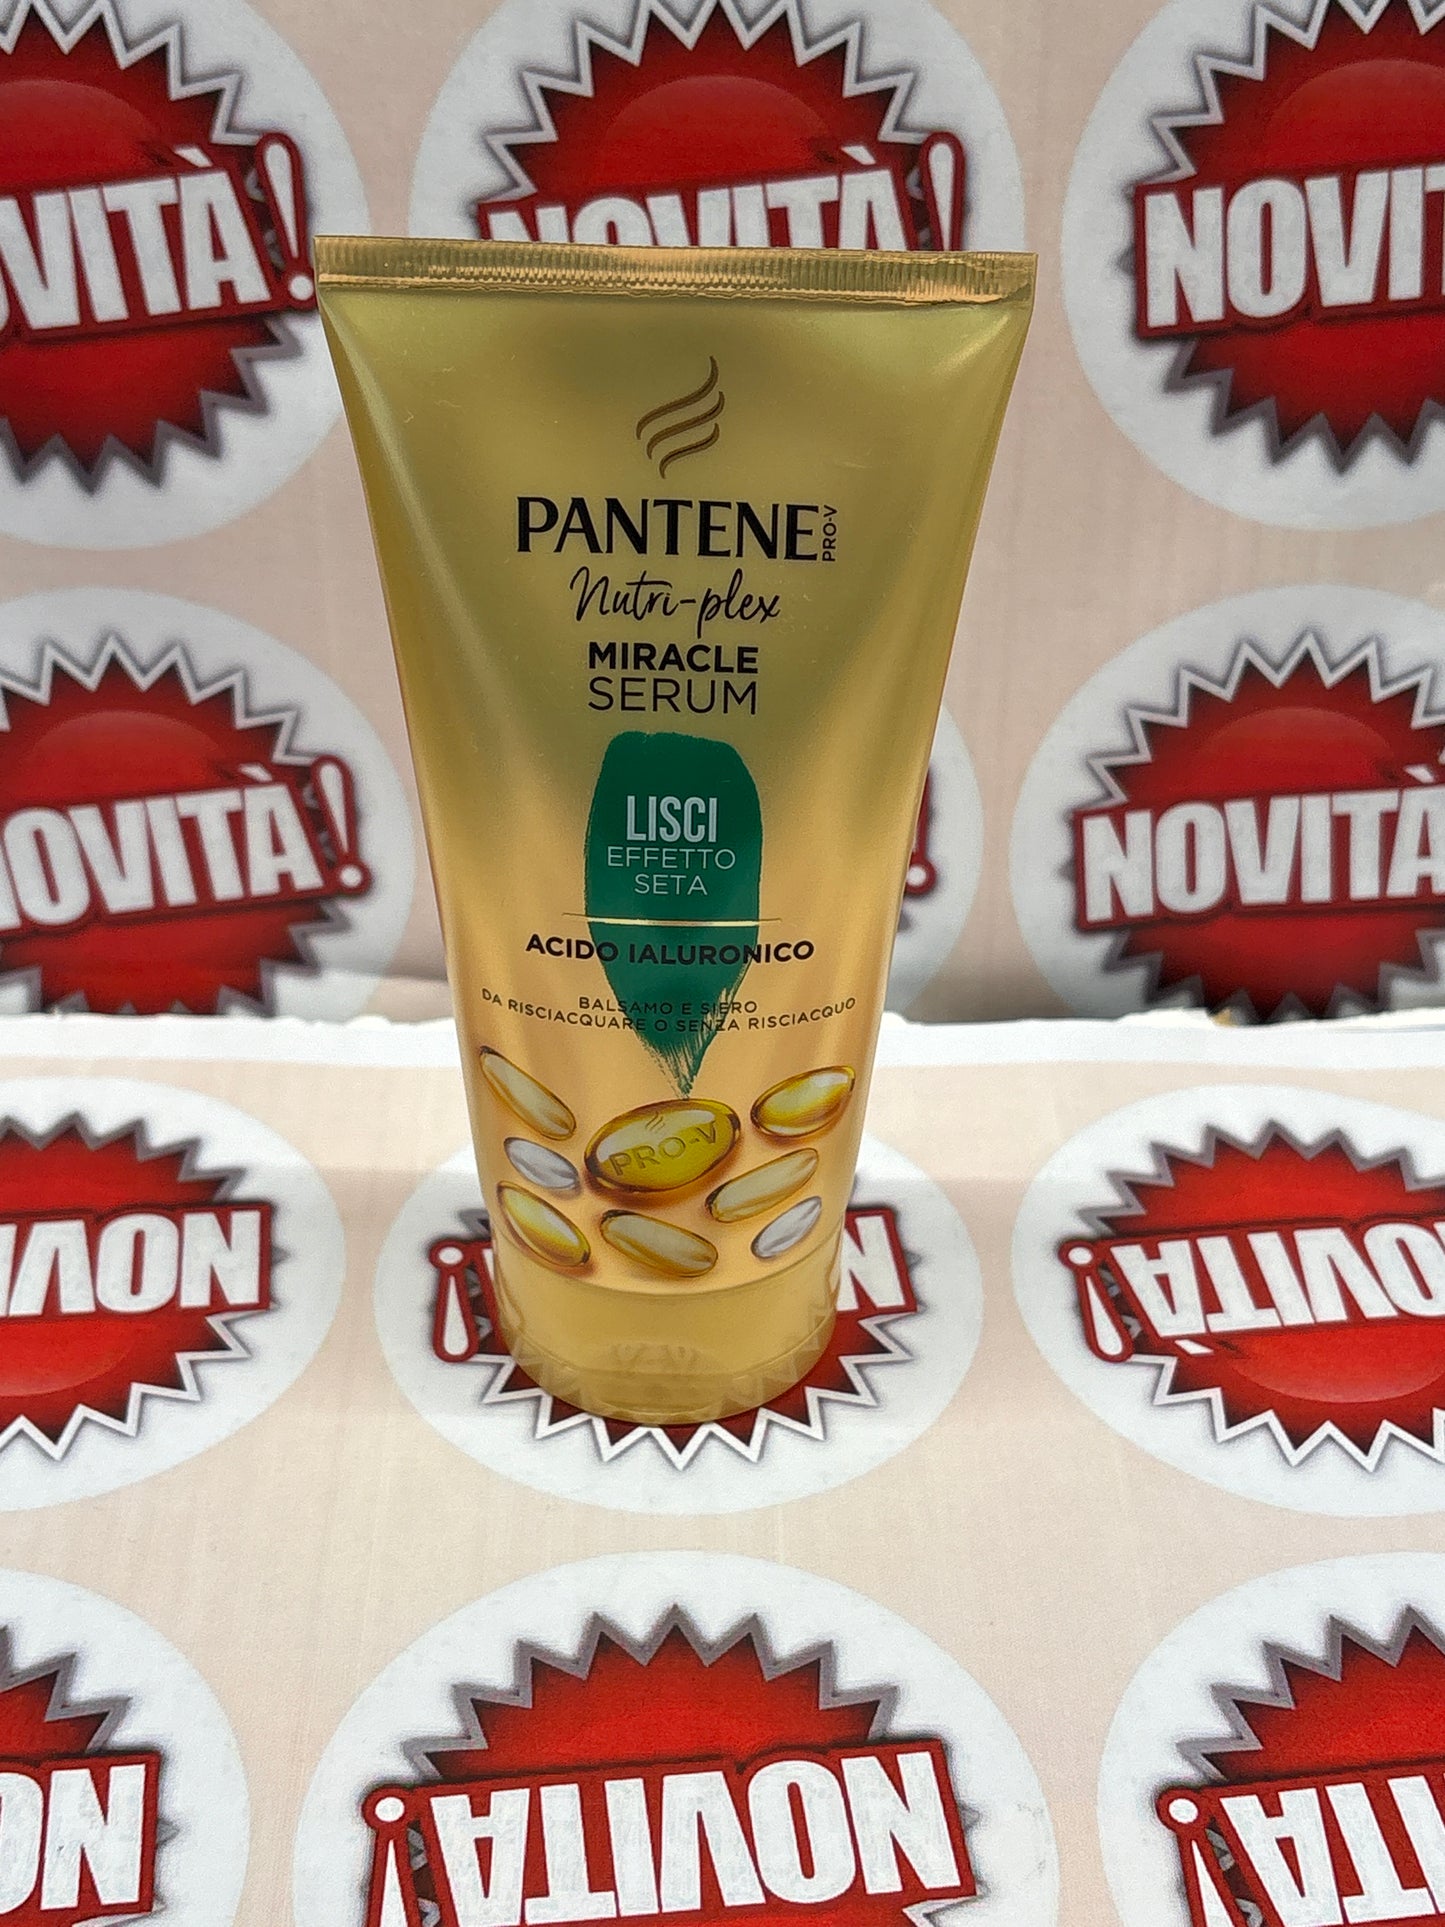 NOVITÀ!
NOVITÀ!
NOVITÀ
PANTENE PRO-V
Nutri-plex
MIRACLE
SERUM
NOVITÀ!
NOVITÀ
LISCI
EFFETTO
SETA
ACIDO IALURONICO
BALSAMO E SIERO
DA RISCIACQUARE O SENZA RISCIACQUO
PRO-V
NOVITÀ!
NOVITÀ!
NOVITÀ!